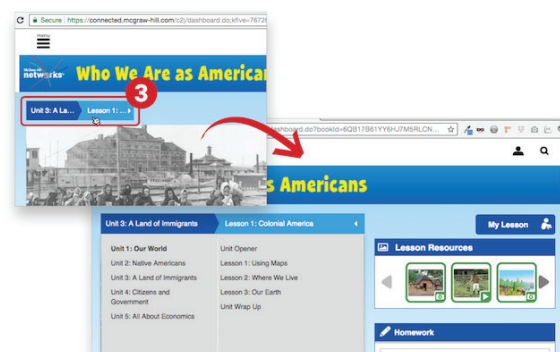 Secure | https://connected.mcgraw-hill.com/c2j/dashboard.do;kfive=7672
menu
networks
Who We Are as America
3
Unit 3: A La... Lesson 1: ...
dashboard.do?bookId=6QB17B61YY6HJ7M5RLCN...
s Americans
Unit 3: A Land of Immigrants
Lesson 1: Colonial America
My Lesson
Unit 1: Our World
Unit 2: Native Americans
Unit 3: A Land of Immigrants
Unit 4: Citizens and
Government
Unit 5: All About Economics
Unit Opener
Lesson 1: Using Maps
Lesson 2: Where We Live
Lesson 3: Our Earth
Unit Wrap Up
Lesson Resources
Homework